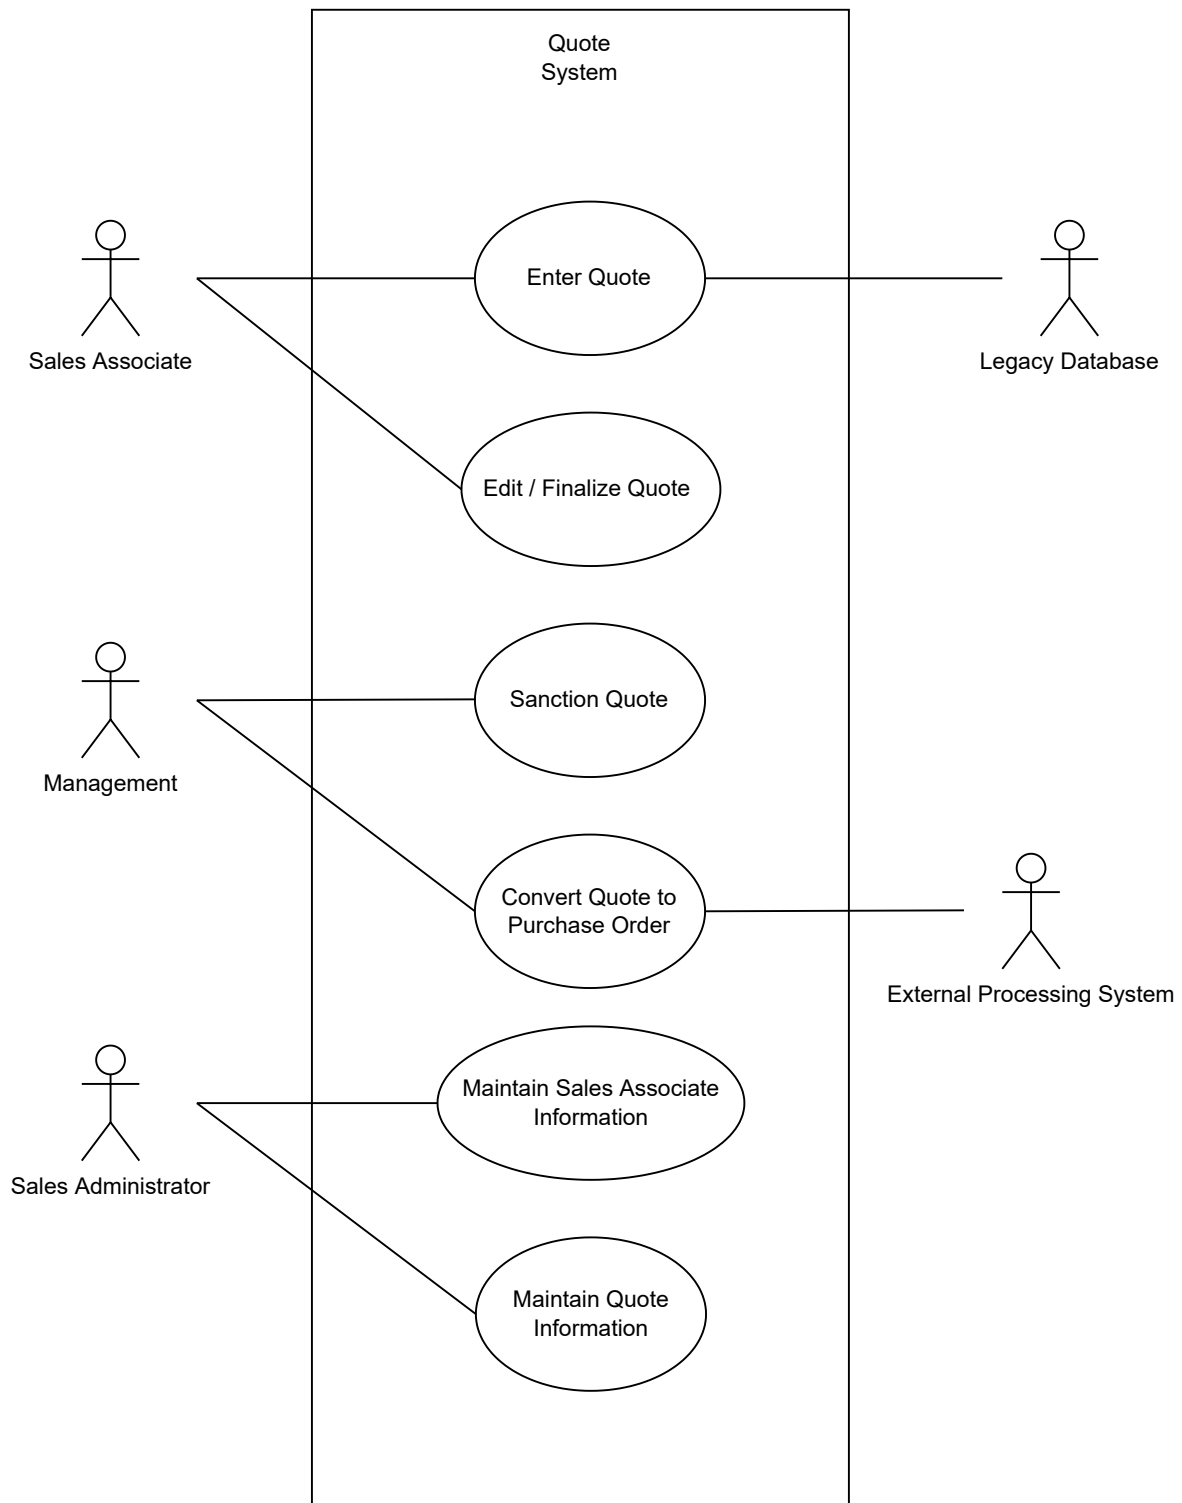 Quote
System
Enter Quote
Sales Associate
Legacy Database
Edit / Finalize Quote
Sanction Quote
Management
Convert Quote to
Purchase Order
External Processing System
Maintain Sales Associate
Information
Sales Administrator
Maintain Quote
Information